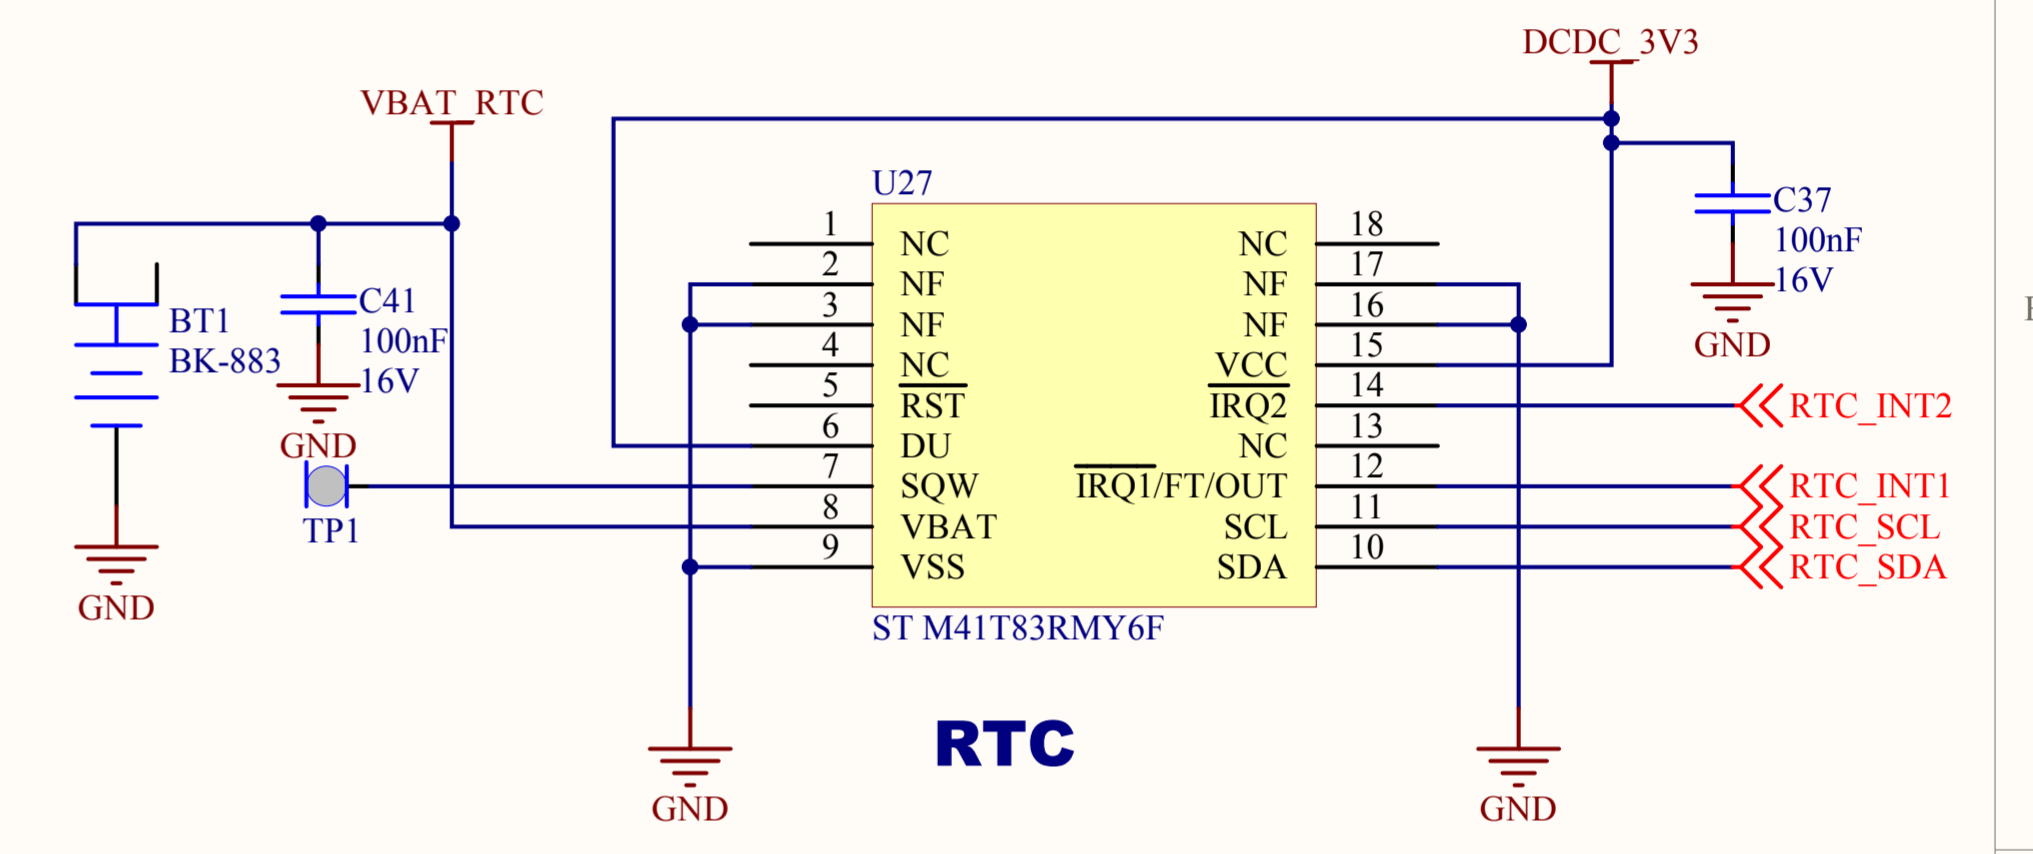 DCDC_3V3
VBAT_RTC
U27
1 NC
2 NF
3 NF
4 NC
5 RST
6 DU
7 SQW
8 VBAT
9 VSS
NC 18
NF 17
NF 16
VCC 15
IRQ2 14
NC 13
IRQ1/FT/OUT 12
SCL 11
SDA 10
ST M41T83RMY6F
BT1
BK-883
GND
C41
100nF
16V
GND
TP1
C37
100nF
16V
GND
RTC_INT2
RTC_INT1
RTC_SCL
RTC_SDA
RTC
GND
GND